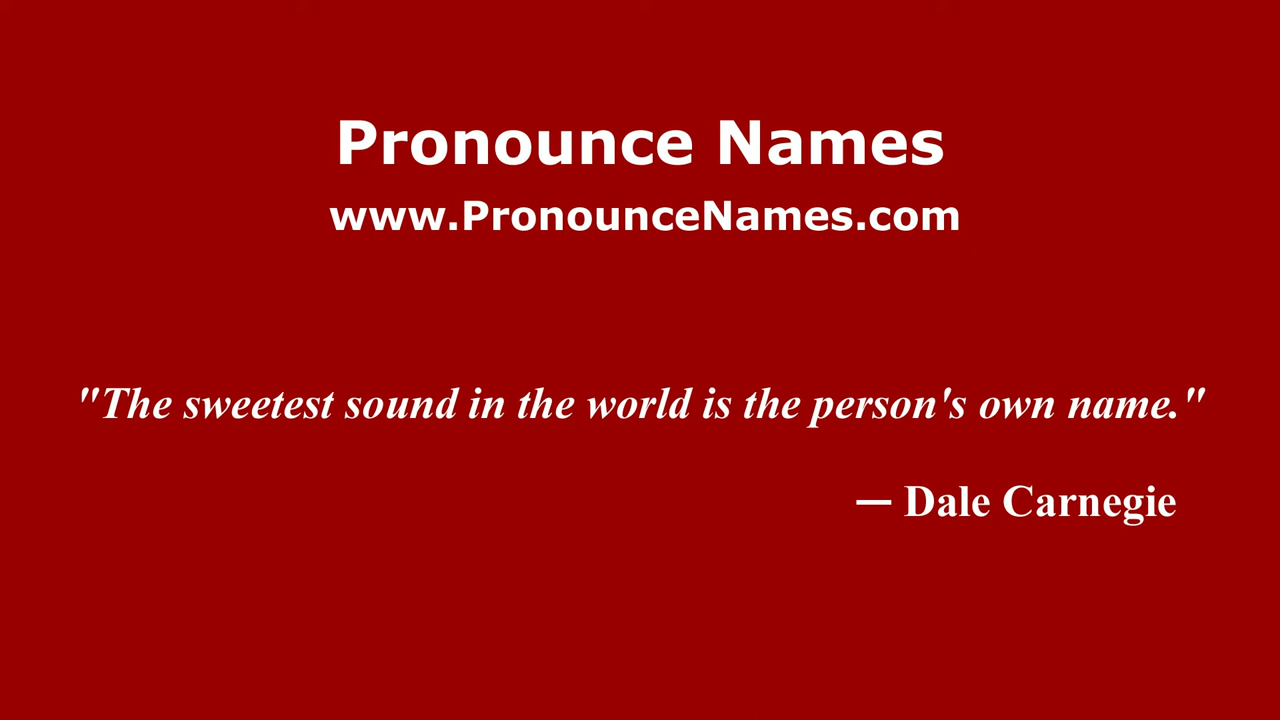 Pronounce Names
www.PronounceNames.com
"The sweetest sound in the world is the person's own name."
— Dale Carnegie